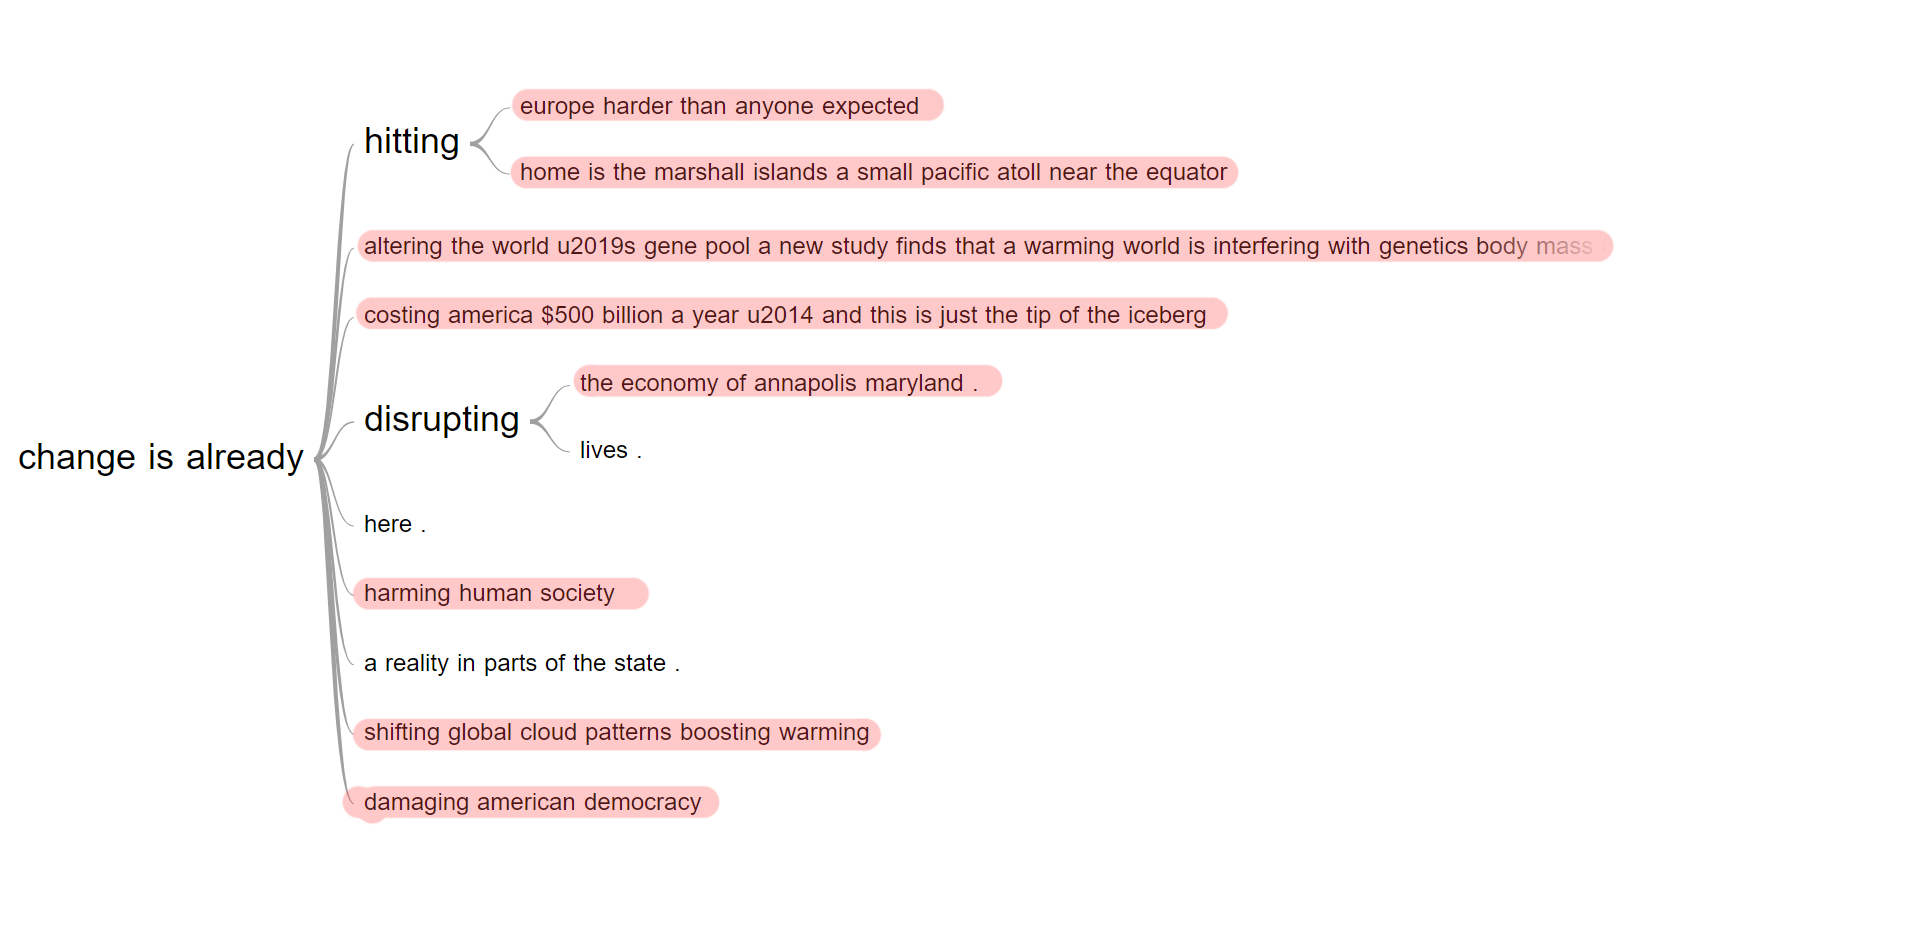 change is already
hitting
europe harder than anyone expected
home is the marshall islands a small pacific atoll near the equator
altering the world u2019s gene pool a new study finds that a warming world is interfering with genetics body mass
costing america $500 billion a year u2014 and this is just the tip of the iceberg
disrupting
the economy of annapolis maryland .
lives .
here .
harming human society
a reality in parts of the state .
shifting global cloud patterns boosting warming
damaging american democracy